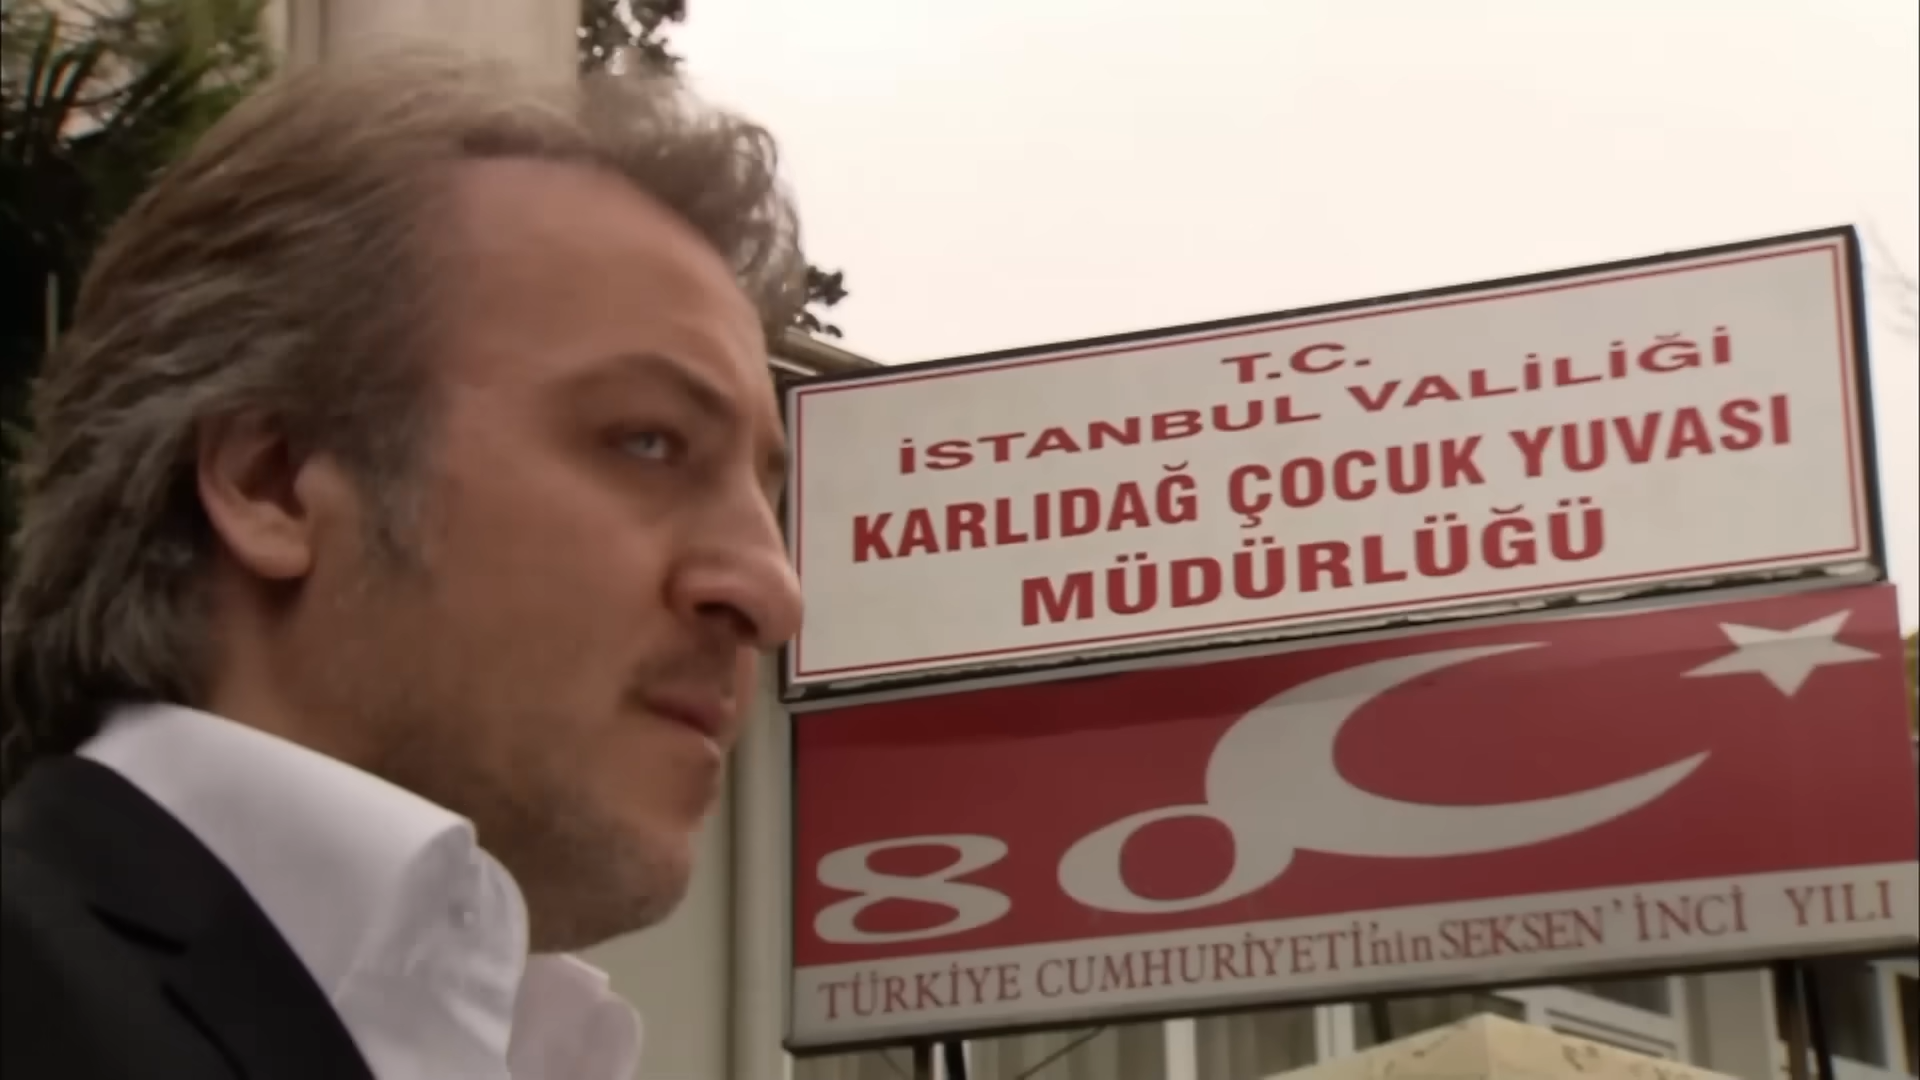 T.C.
İSTANBUL VALİLİĞİ
KARLIDAĞ ÇOCUK YUVASI
MÜDÜRLÜĞÜ
80
TÜRKİYE CUMHURİYETİ'nin SEKSEN'İNCİ YILI